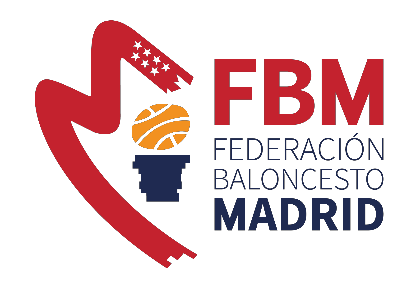 FBM
FEDERACIÓN
BALONCESTO
MADRID